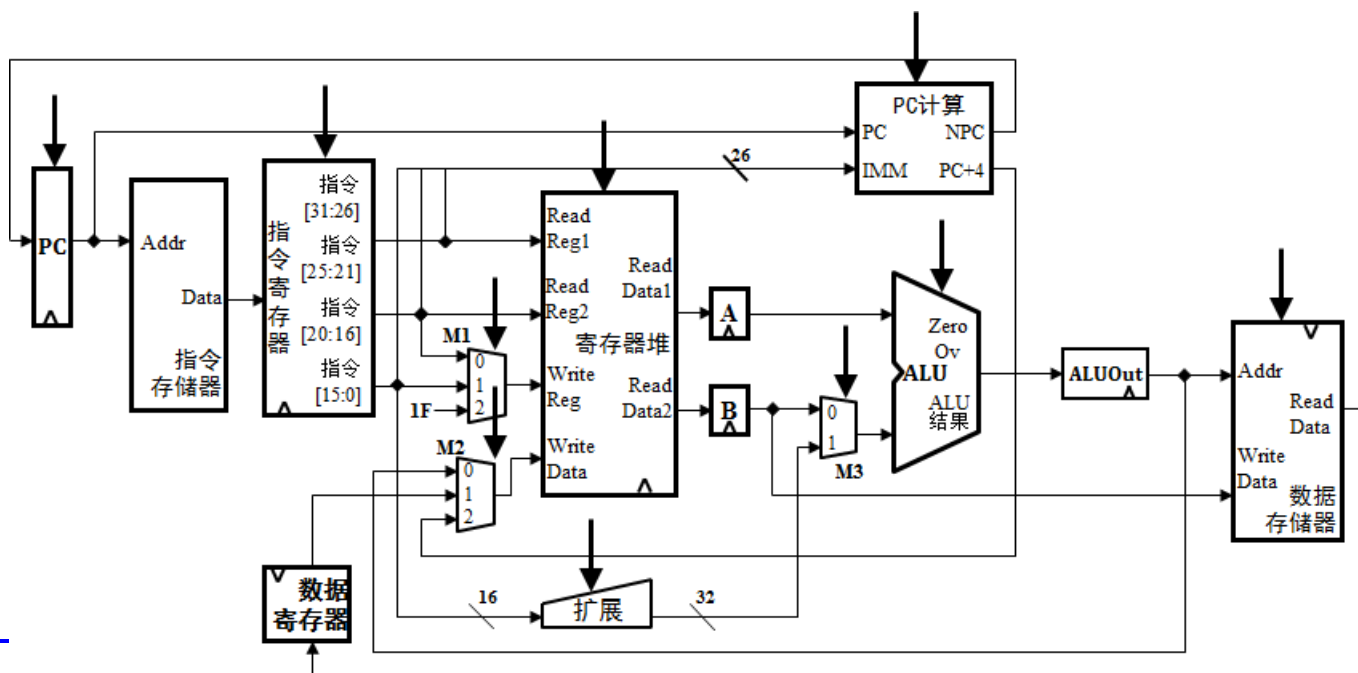 PC计算
PC
NPC
IMM
PC+4
26
PC
Addr
Data
指令
存储器
指令寄存器
指令
[31:26]
指令
[25:21]
指令
[20:16]
指令
[15:0]
M1
0
1
2
1F
M2
0
1
2
Read
Reg1
Read
Reg2
Write
Reg
Write
Data
Read
Data1
寄存器堆
Read
Data2
A
B
0
1
M3
Zero
Ov
ALU
ALU
结果
ALUOut
Addr
Read
Data
Write
Data
数据
存储器
数据
寄存器
16
扩展
32